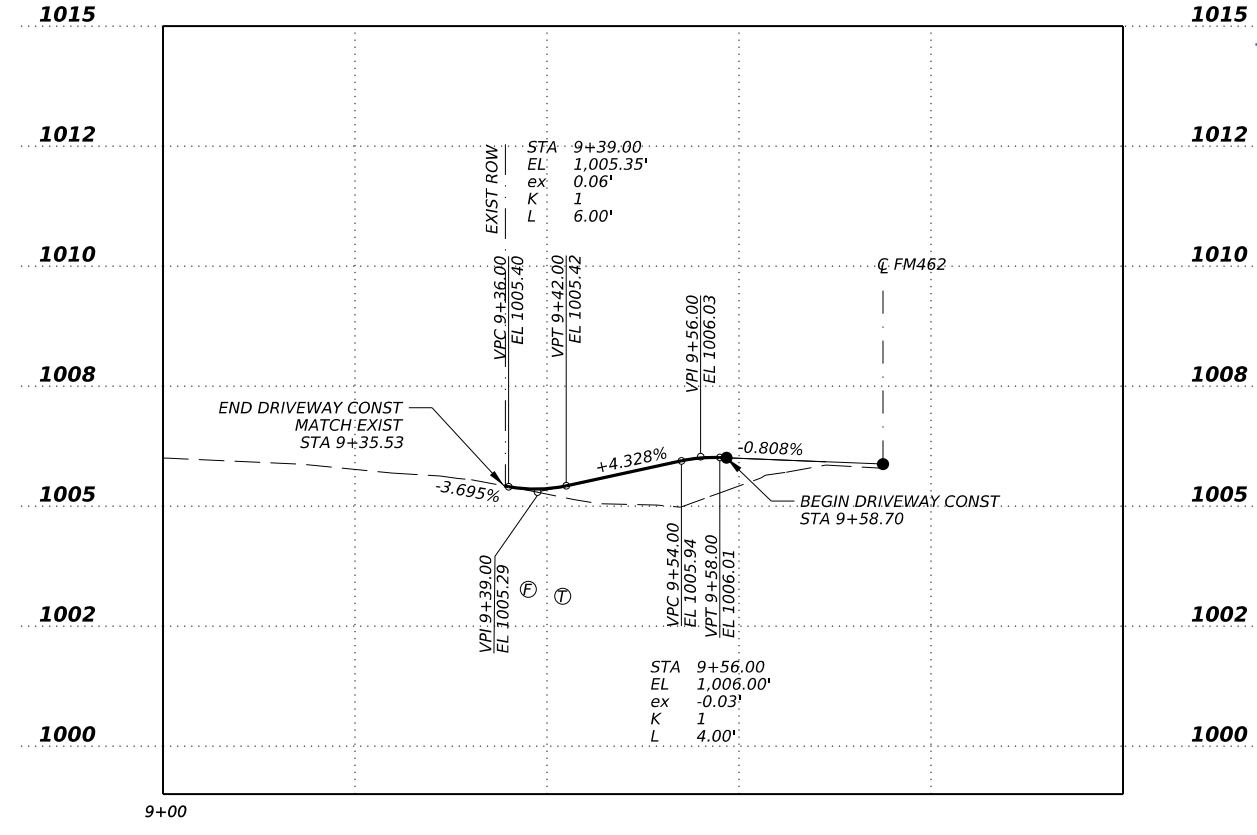 1015 1015
1012 1012
EXIST ROW
STA 9+39.00
EL 1,005.35'
ex 0.06'
K 1
L 6.00'
1010 1010
℄ FM462
VPC 9+36.00
EL 1005.40
VPT 9+42.00
EL 1005.42
VPI 9+56.00
EL 1006.03
1008 1008
END DRIVEWAY CONST
MATCH EXIST
STA 9+35.53
-3.695%
+4.328%
-0.808%
1005 1005
BEGIN DRIVEWAY CONST
STA 9+58.70
VPI 9+39.00
EL 1005.29
F
T
VPC 9+54.00
EL 1005.94
VPT 9+58.00
EL 1006.01
1002 1002
STA 9+56.00
EL 1,006.00'
ex -0.03'
K 1
L 4.00'
1000 1000
9+00